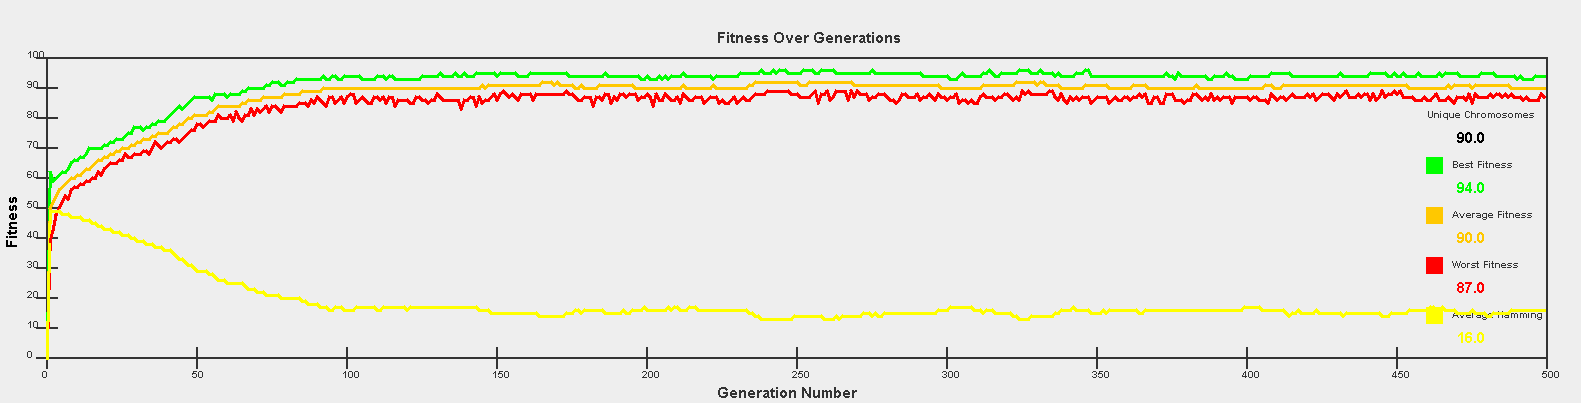 Fitness Over Generations
100
90
80
70
60
50
40
30
20
10
0
Fitness
0 50 100 150 200 250 300 350 400 450 500
Generation Number
Unique Chromosomes
90.0
Best Fitness
94.0
Average Fitness
90.0
Worst Fitness
87.0
Average Hamming
16.0